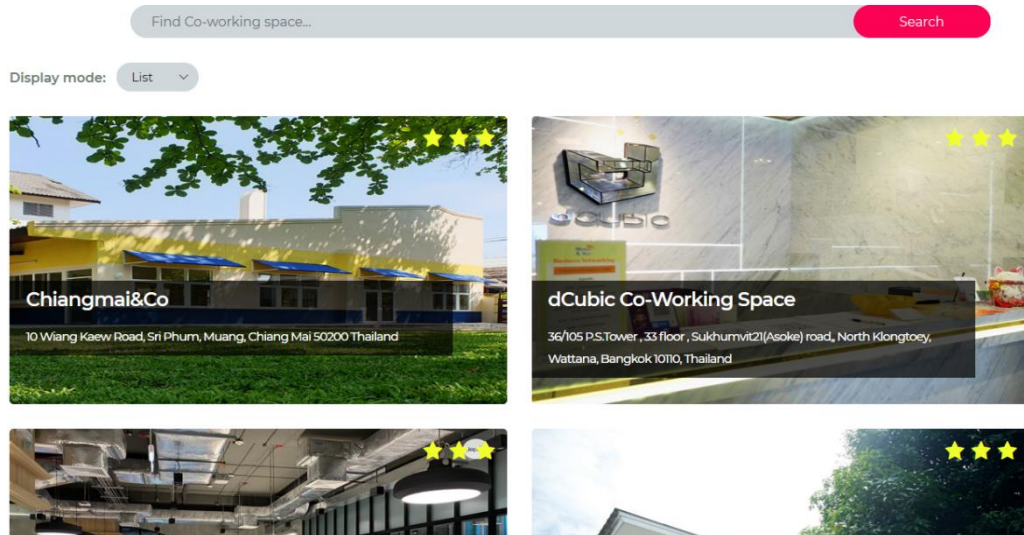 Find Co-working space...
Search
Display mode:
List
dCUBIC
Chiangmai&Co
10 Wiang Kaew Road, Sri Phum, Muang, Chiang Mai 50200 Thailand
dCubic Co-Working Space
36/105 P.S.Tower , 33 floor , Sukhumvit21(Asoke) road,, North Klongtoey,
Wattana, Bangkok 10110, Thailand